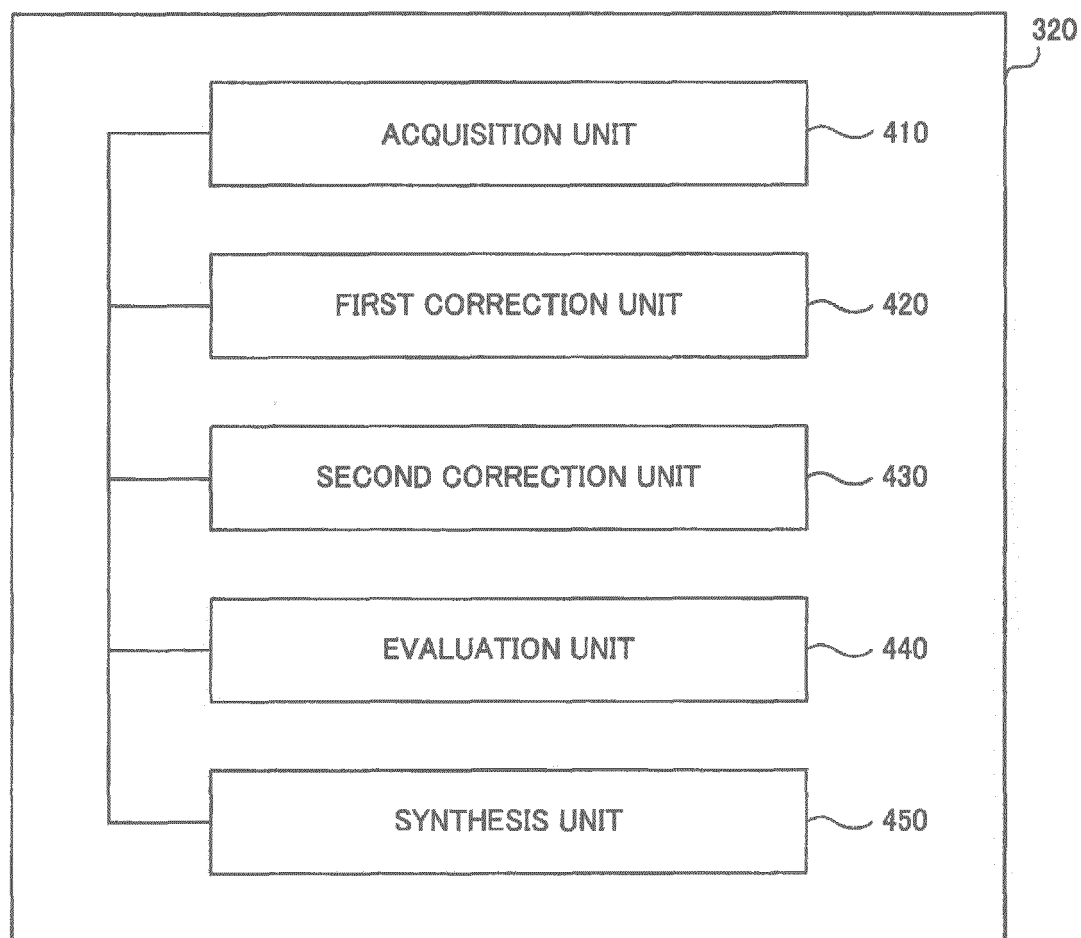 320
ACQUISITION UNIT
410
FIRST CORRECTION UNIT
420
SECOND CORRECTION UNIT
430
EVALUATION UNIT
440
SYNTHESIS UNIT
450